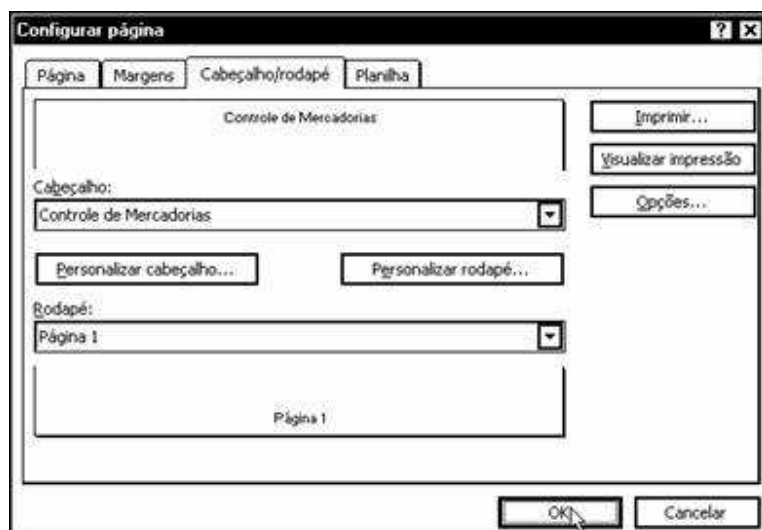 Configurar página
Página Margens Cabeçalho/rodapé Planilha
Controle de Mercadorias
Imprimir...
Visualizar impressão
Cabeçalho:
Opções...
Controle de Mercadorias
Personalizar cabeçalho... Personalizar rodapé...
Rodapé:
Página 1
Página 1
OK Cancelar